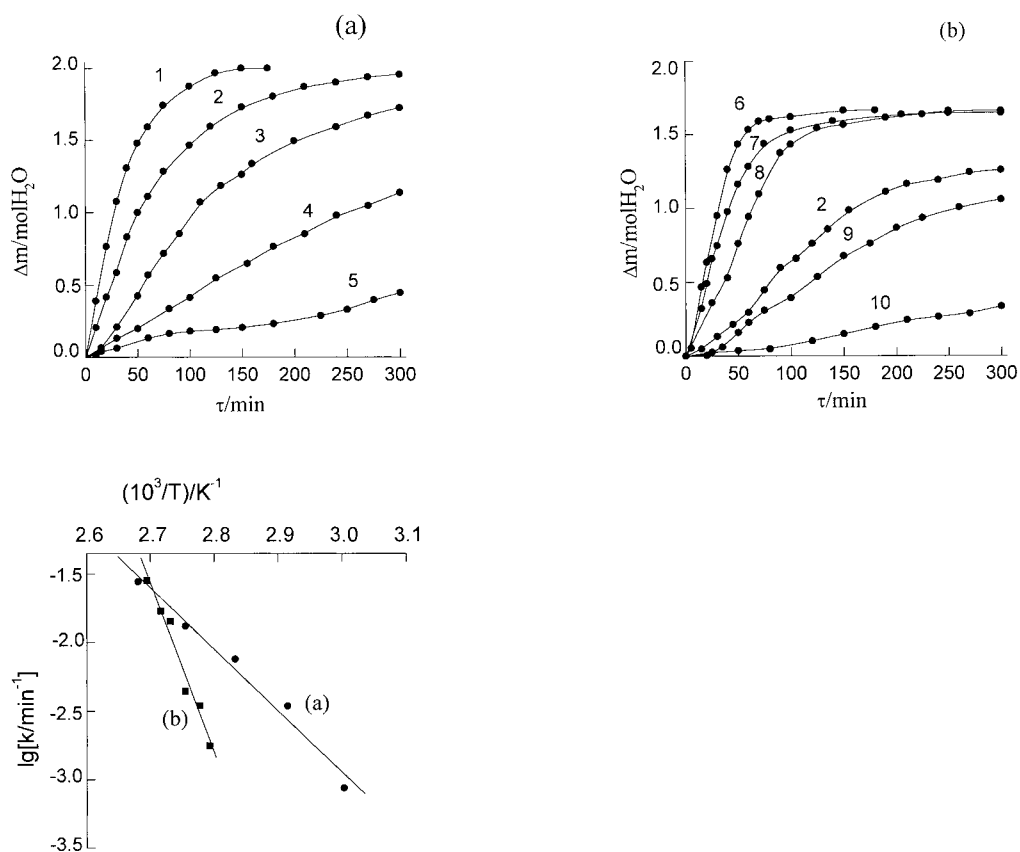 (a)
2.0
1.5
1.0
0.5
0.0
Δm/molH₂O
1
2
3
4
5
0 50 100 150 200 250 300
τ/min
(b)
2.0
1.5
1.0
0.5
0.0
Δm/molH₂O
6
7
8
2
9
10
0 50 100 150 200 250 300
τ/min
(10³/T)/K⁻¹
2.6 2.7 2.8 2.9 3.0 3.1
-1.5
-2.0
-2.5
-3.0
-3.5
lg[k/min⁻¹]
(b)
(a)